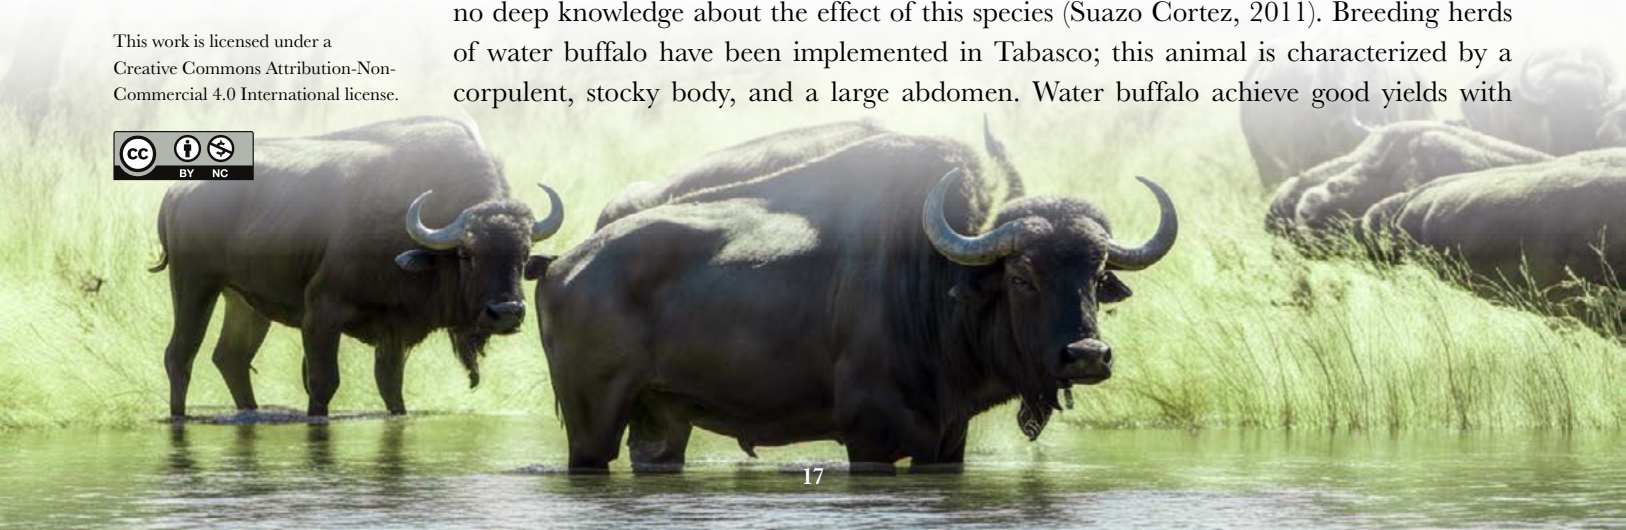 no deep knowledge about the effect of this species (Suazo Cortez, 2011). Breeding herds
of water buffalo have been implemented in Tabasco; this animal is characterized by a
corpulent, stocky body, and a large abdomen. Water buffalo achieve good yields with
This work is licensed under a
Creative Commons Attribution-Non-
Commercial 4.0 International license.
cc
BY NC
17